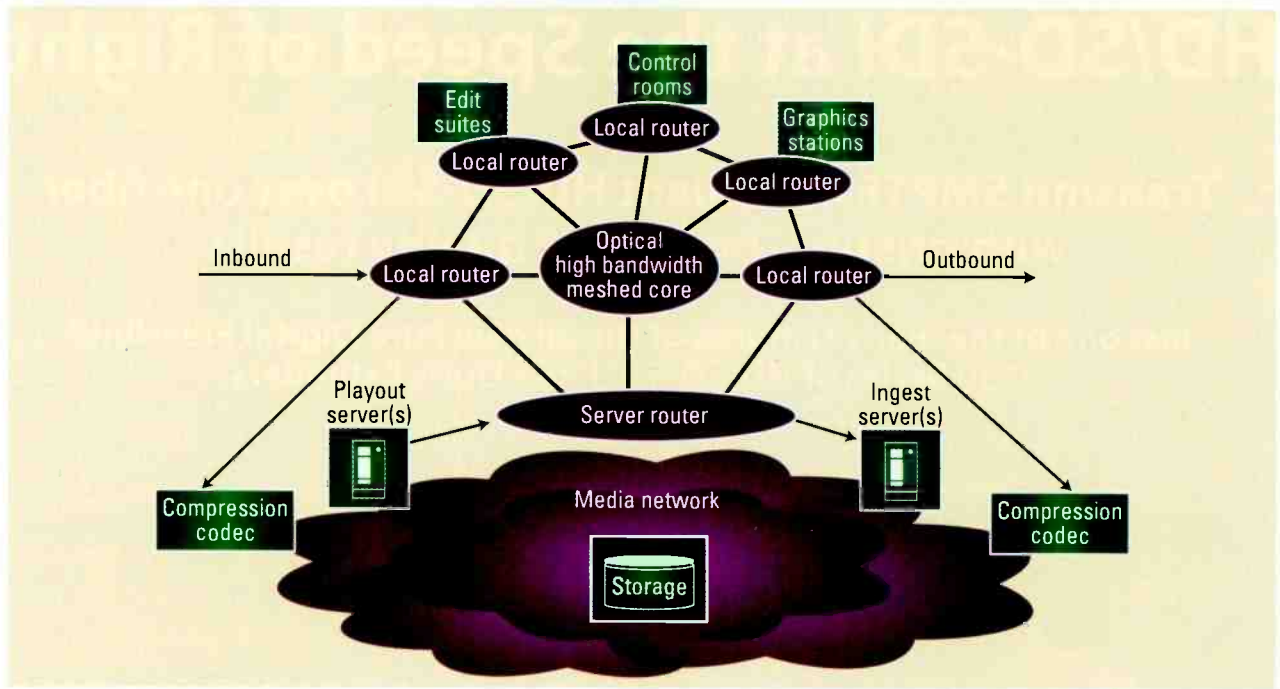 Control
rooms
Edit
suites
Local router
Graphics
stations
Local router
Local router
Optical
high bandwidth
meshed core
Inbound
Local router
Local router
Outbound
Playout
server(s)
Server router
Ingest
server(s)
Compression
codec
Media network
Compression
codec
Storage